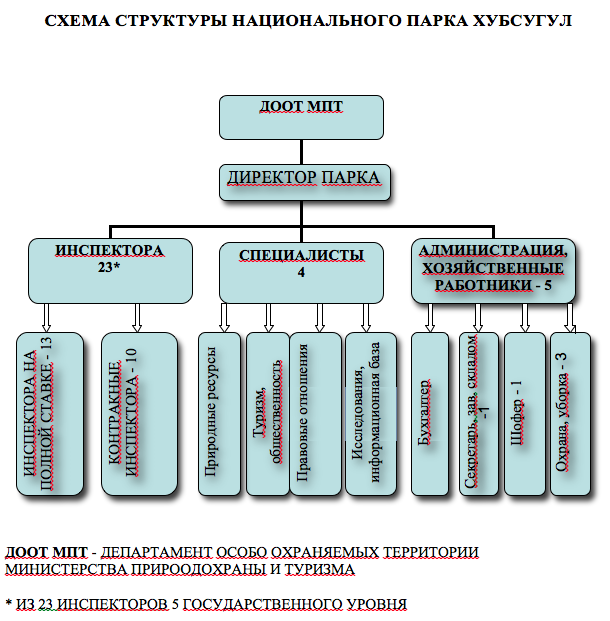 СХЕМА СТРУКТУРЫ НАЦИОНАЛЬНОГО ПАРКА ХУБСУГУЛ
ДООТ МПТ
ДИРЕКТОР ПАРКА
ИНСПЕКТОРА
23*
СПЕЦИАЛИСТЫ
4
АДМИНИСТРАЦИЯ,
ХОЗЯЙСТВЕННЫЕ
РАБОТНИКИ - 5
ИНСПЕКТОРА НА
ПОЛНОЙ СТАВКЕ - 13
КОНТРАКНЫЕ
ИНСПЕКТОРА - 10
Природные ресурсы
Туризм,
общественность
Правовые отношения
Исследования,
информационная база
Бухгалтер
Секретарь, зав. складом
-1
Шофер - 1
Охрана, уборка - 3
ДООТ МПТ - ДЕПАРТАМЕНТ ОСОБО ОХРАНЯЕМЫХ ТЕРРИТОРИИ
МИНИСТЕРСТВА ПРИРООДОХРАНЫ И ТУРИЗМА
* ИЗ 23 ИНСПЕКТОРОВ 5 ГОСУДАРСТВЕННОГО УРОВНЯ